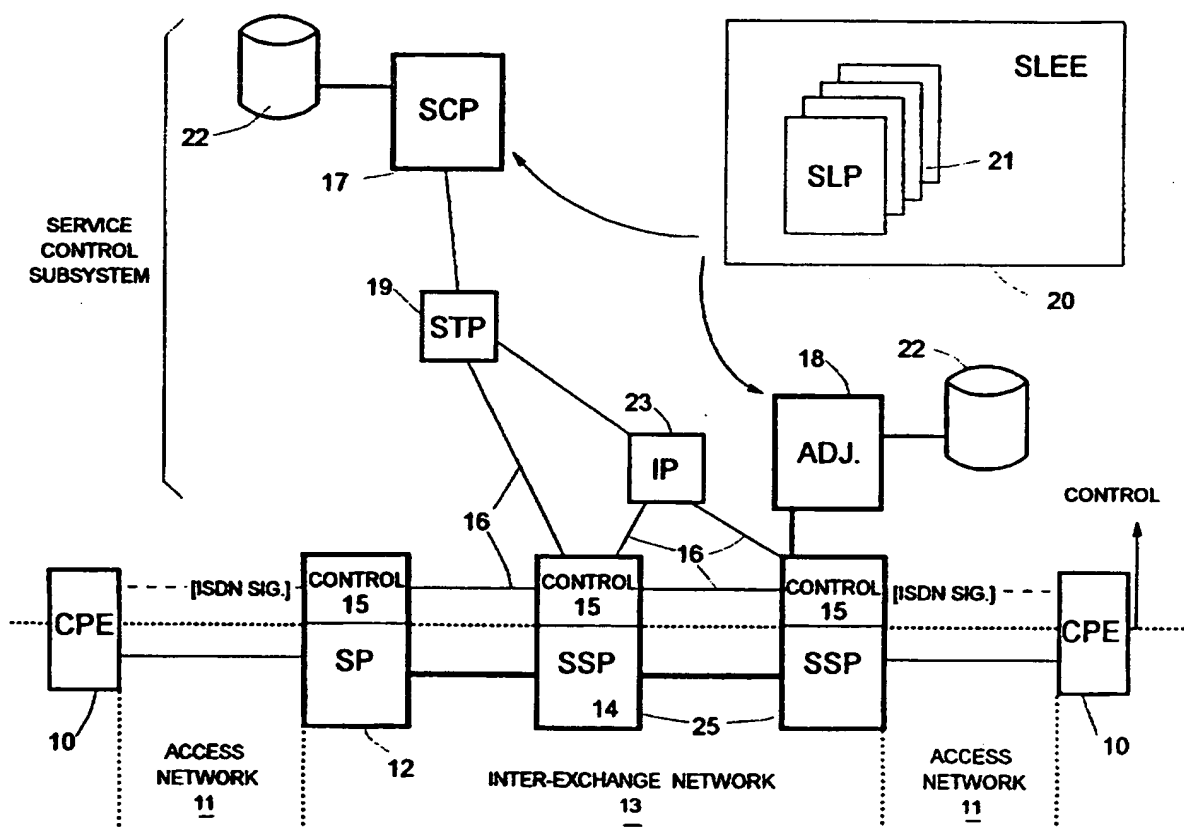 22
SCP
17
SLEE
SLP
21
20
SERVICE
CONTROL
SUBSYSTEM
19
STP
23
IP
18
ADJ.
22
CONTROL
16
16
CPE
[ISDN SIG.]
CONTROL
15
SP
CONTROL
15
SSP
14
CONTROL
15
SSP
[ISDN SIG.]
CPE
10
12
25
10
ACCESS
NETWORK
11
INTER-EXCHANGE NETWORK
13
ACCESS
NETWORK
11